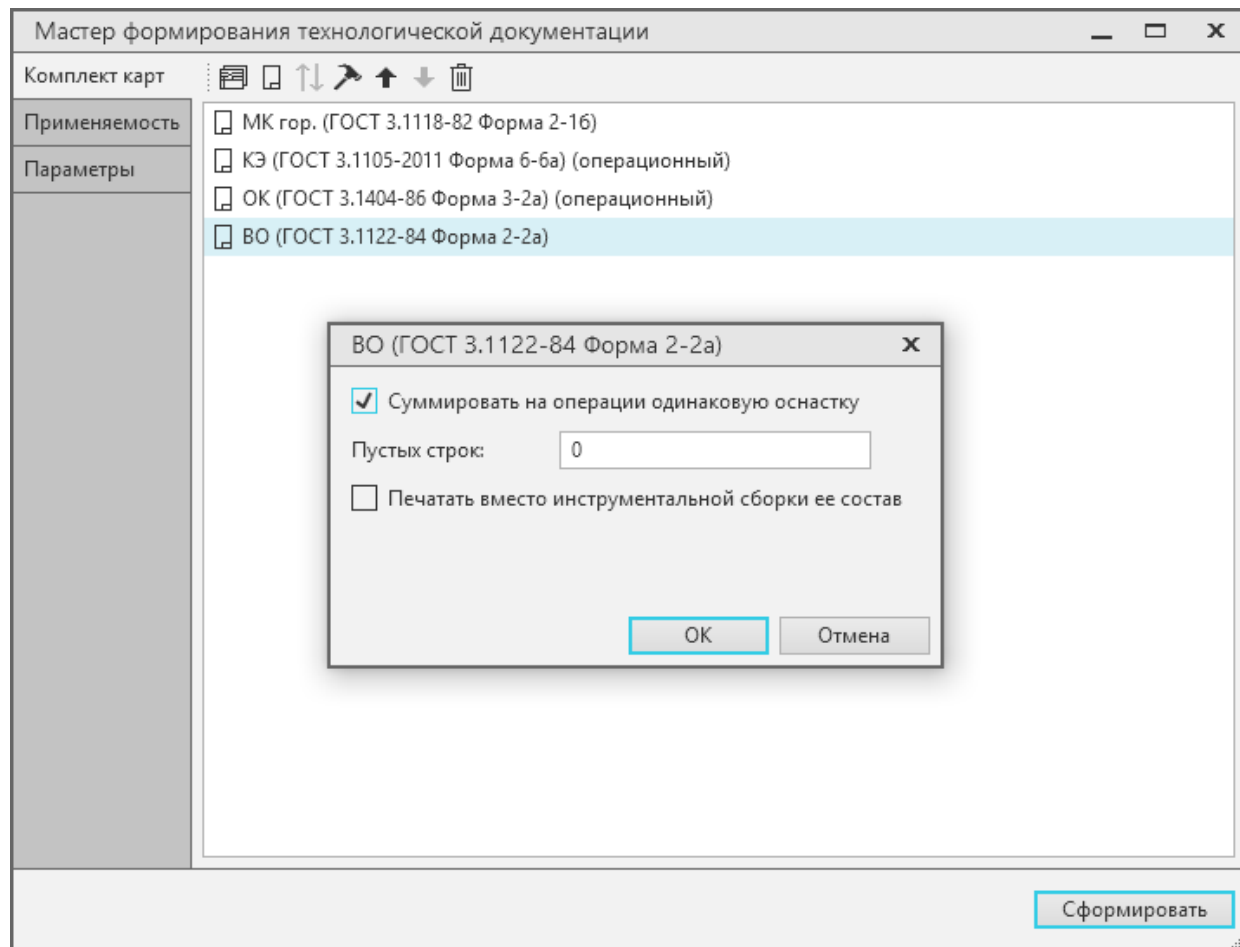 Мастер формирования технологической документации
Комплект карт
Применяемость
Параметры
МК гор. (ГОСТ 3.1118-82 Форма 2-1б)
КЭ (ГОСТ 3.1105-2011 Форма 6-6а) (операционный)
ОК (ГОСТ 3.1404-86 Форма 3-2а) (операционный)
ВО (ГОСТ 3.1122-84 Форма 2-2а)
ВО (ГОСТ 3.1122-84 Форма 2-2а)
Суммировать на операции одинаковую оснастку
Пустых строк: 0
Печатать вместо инструментальной сборки ее состав
ОК Отмена
Сформировать